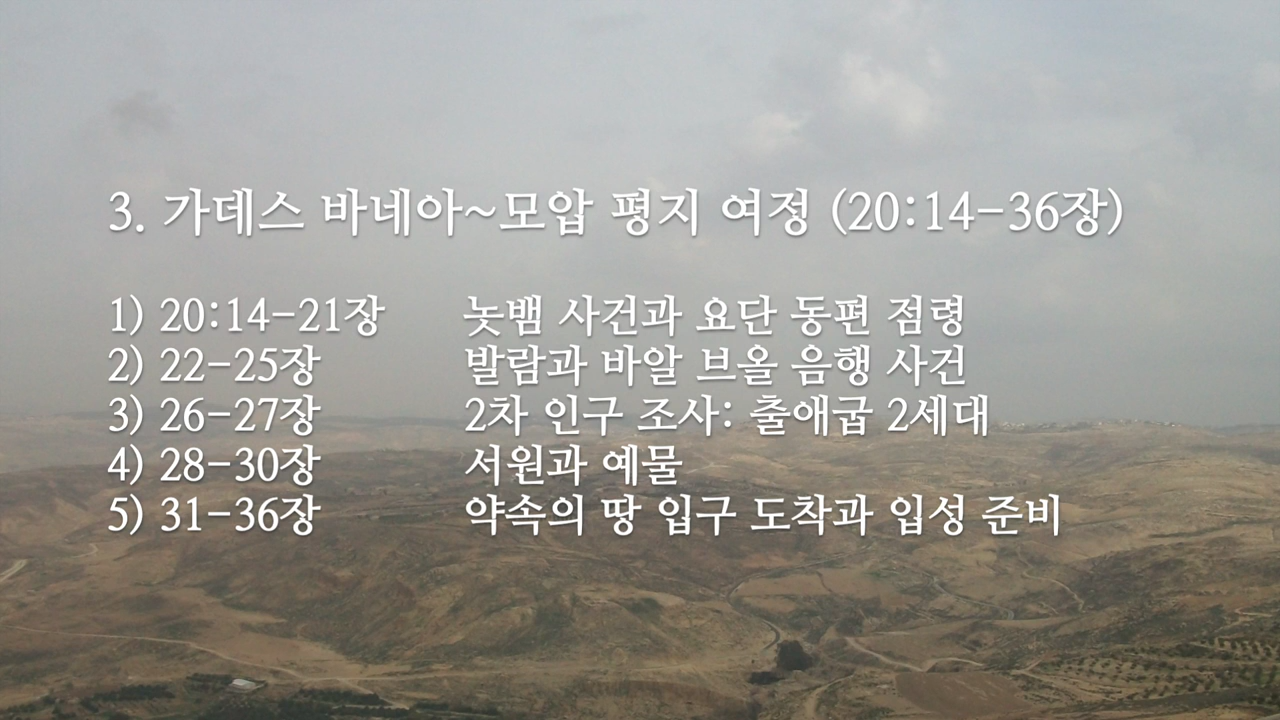 3. 가데스 바네아~모압 평지 여정 (20:14-36장)
1) 20:14-21장 놋뱀 사건과 요단 동편 점령
2) 22-25장 발람과 바알 브올 음행 사건
3) 26-27장 2차 인구 조사: 출애굽 2세대
4) 28-30장 서원과 예물
5) 31-36장 약속의 땅 입구 도착과 입성 준비